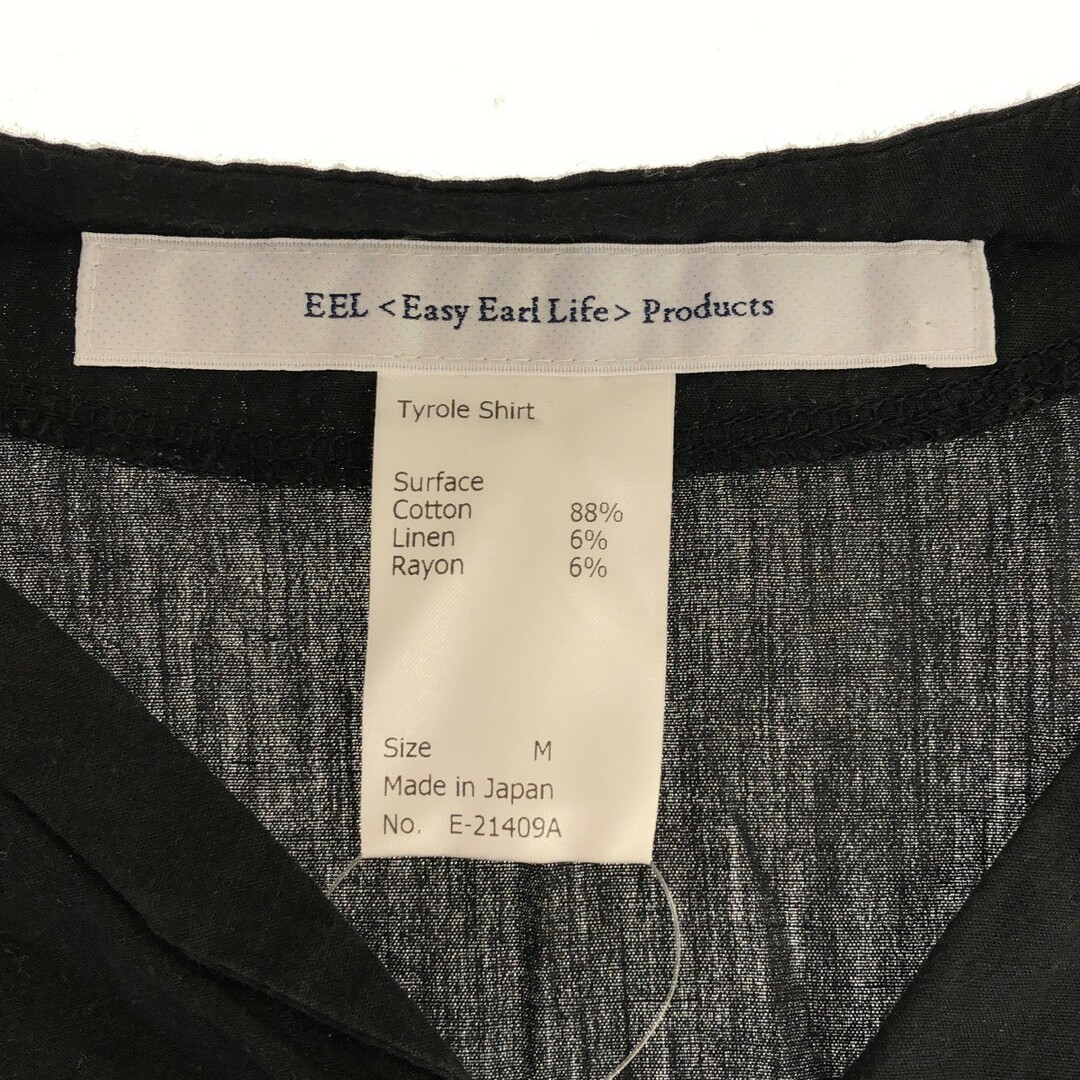 EEL <Easy Earl Life> Products
Tyrole Shirt
Surface
Cotton 88%
Linen 6%
Rayon 6%
Size M
Made in Japan
No. E-21409A